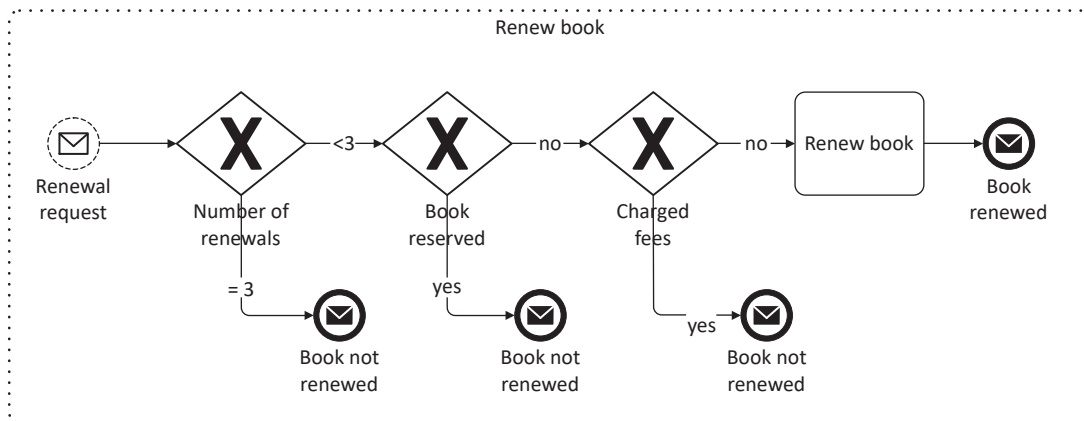 Renew book
<3
no
no
Renew book
Renewal
request
Number of
renewals
Book
reserved
Charged
fees
Book
renewed
= 3
yes
yes
Book not
renewed
Book not
renewed
Book not
renewed